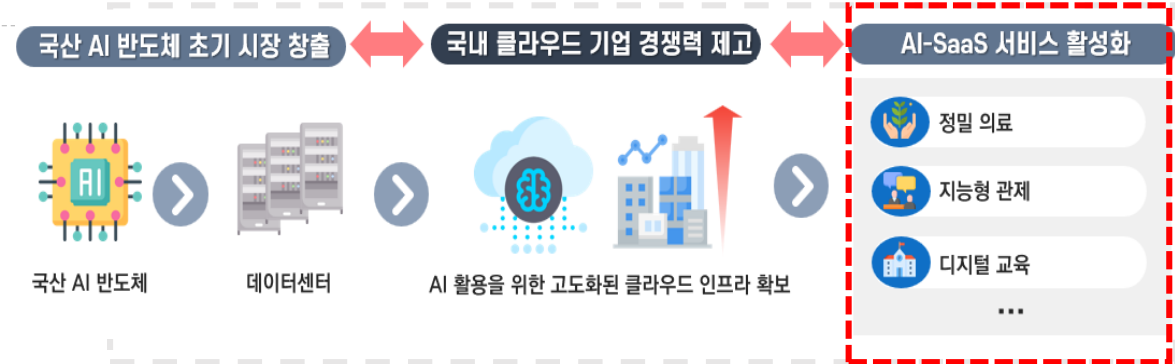 국산 AI 반도체 초기 시장 창출
국내 클라우드 기업 경쟁력 제고
AI-SaaS 서비스 활성화
AI
국산 AI 반도체
데이터센터
AI 활용을 위한 고도화된 클라우드 인프라 확보
정밀 의료
지능형 관제
디지털 교육
...